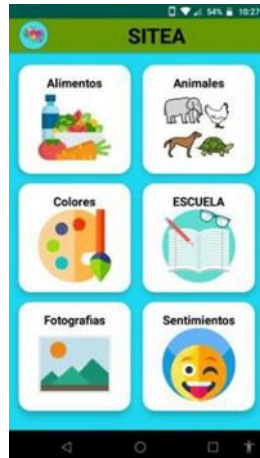 54% 10:27
SITEA
Alimentos
Animales
Colores
ESCUELA
Fotografias
Sentimientos